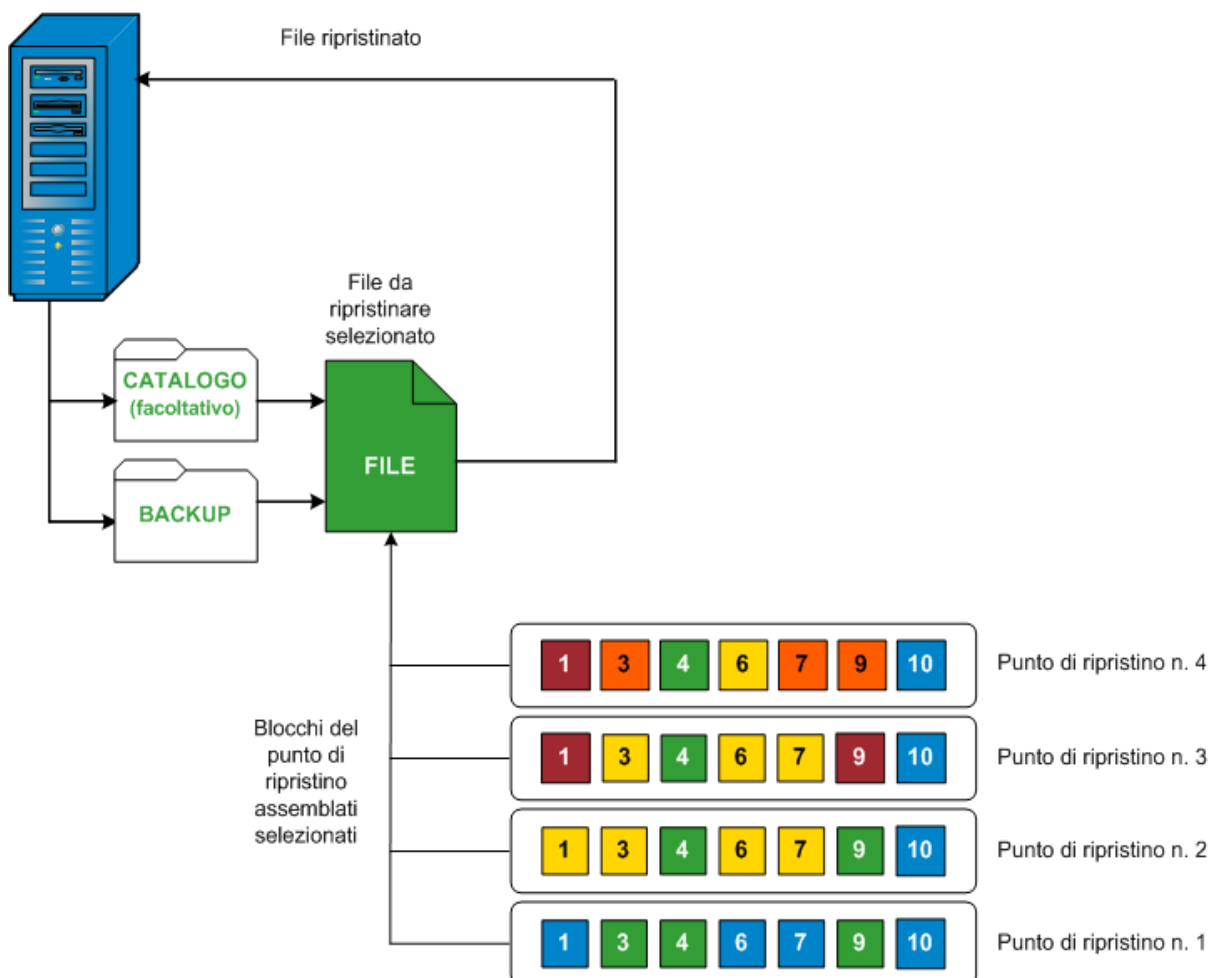 File ripristinato
File da
ripristinare
selezionato
CATALOGO
(facoltativo)
FILE
BACKUP
1 3 4 6 7 9 10
Punto di ripristino n. 4
Blocchi del
punto di
ripristino
assemblati
selezionati
1 3 4 6 7 9 10
Punto di ripristino n. 3
1 3 4 6 7 9 10
Punto di ripristino n. 2
1 3 4 6 7 9 10
Punto di ripristino n. 1